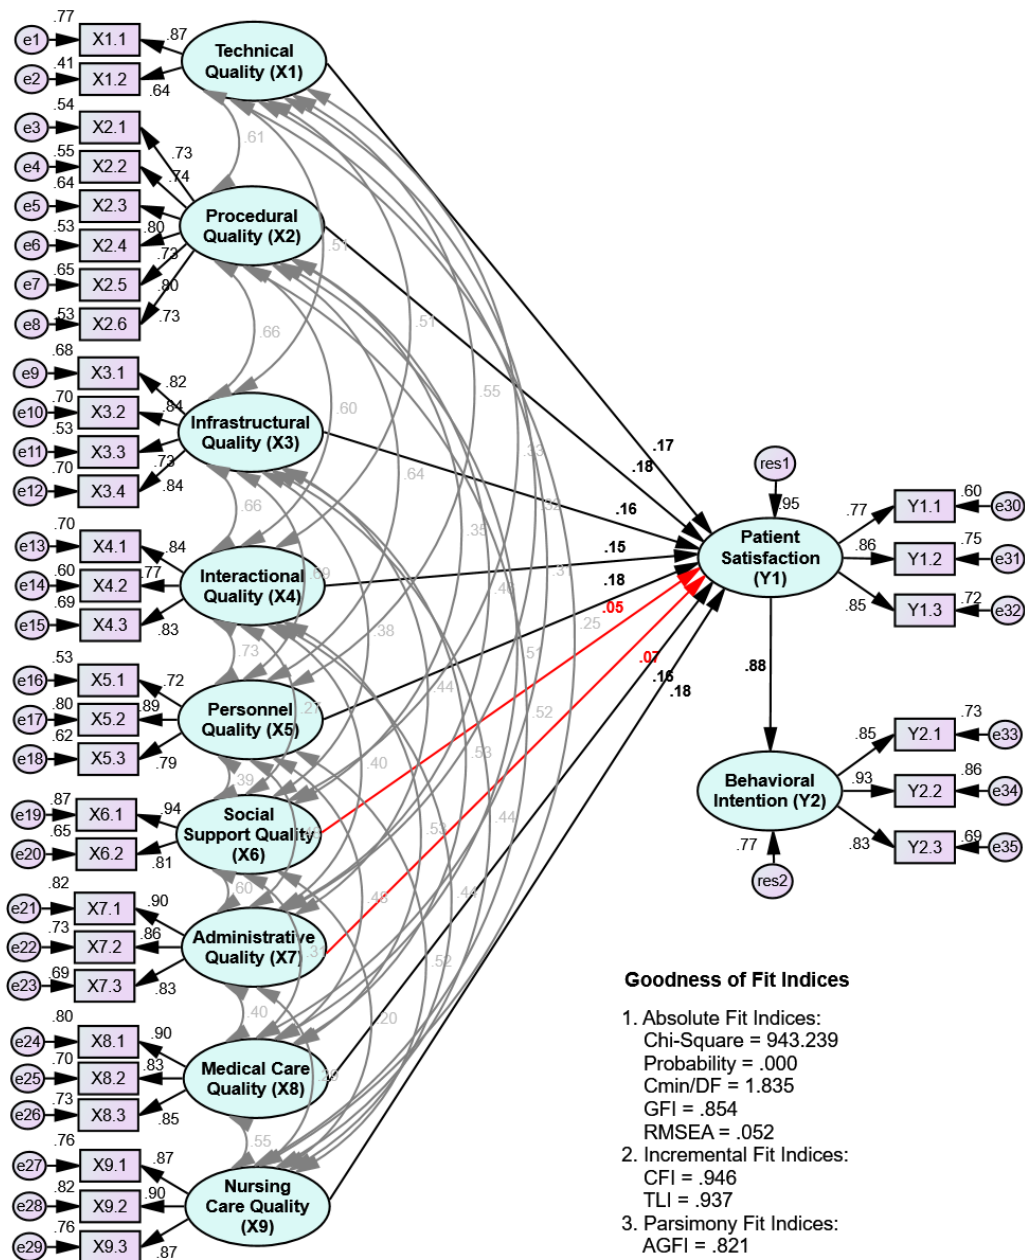 .77
e1
X1.1
.87
.41
e2
X1.2
.64
Technical
Quality (X1)
.61
.54
e3
X2.1
.73
.55
e4
X2.2
.74
.64
e5
X2.3
.80
.53
e6
X2.4
.73
.65
e7
X2.5
.80
.53
e8
X2.6
.73
Procedural
Quality (X2)
.51
.51
.66
.55
.60
.64
.33
.32
.31
.35
.25
.68
e9
X3.1
.82
.70
e10
X3.2
.84
.53
e11
X3.3
.73
.70
e12
X3.4
.84
Infrastructural
Quality (X3)
.66
.70
e13
X4.1
.84
.60
e14
X4.2
.77
.69
e15
X4.3
.83
Interactional
Quality (X4)
.73
.38
.51
.44
.52
.27
.53
.53
.40
.39
.44
.53
e16
X5.1
.72
.80
e17
X5.2
.89
.62
e18
X5.3
.79
Personnel
Quality (X5)
.87
e19
X6.1
.94
.65
e20
X6.2
.81
Social
Support Quality
(X6)
.60
.48
.44
.82
e21
X7.1
.90
.73
e22
X7.2
.86
.69
e23
X7.3
.83
Administrative
Quality (X7)
.31
.52
.40
.20
.80
e24
X8.1
.90
.70
e25
X8.2
.83
.73
e26
X8.3
.85
Medical Care
Quality (X8)
.55
.76
e27
X9.1
.87
.82
e28
X9.2
.90
.76
e29
X9.3
.87
Nursing
Care Quality
(X9)
.17
.18
.16
.15
.18
.05
.07
.16
.18
res1
.95
Patient
Satisfaction
(Y1)
.77
Y1.1
.60
e30
.86
Y1.2
.75
e31
.85
Y1.3
.72
e32
.88
Behavioral
Intention (Y2)
.85
Y2.1
.73
e33
.93
Y2.2
.86
e34
.83
Y2.3
.69
e35
.77
res2
Goodness of Fit Indices
1. Absolute Fit Indices:
Chi-Square = 943.239
Probability = .000
Cmin/DF = 1.835
GFI = .854
RMSEA = .052
2. Incremental Fit Indices:
CFI = .946
TLI = .937
3. Parsimony Fit Indices:
AGFI = .821